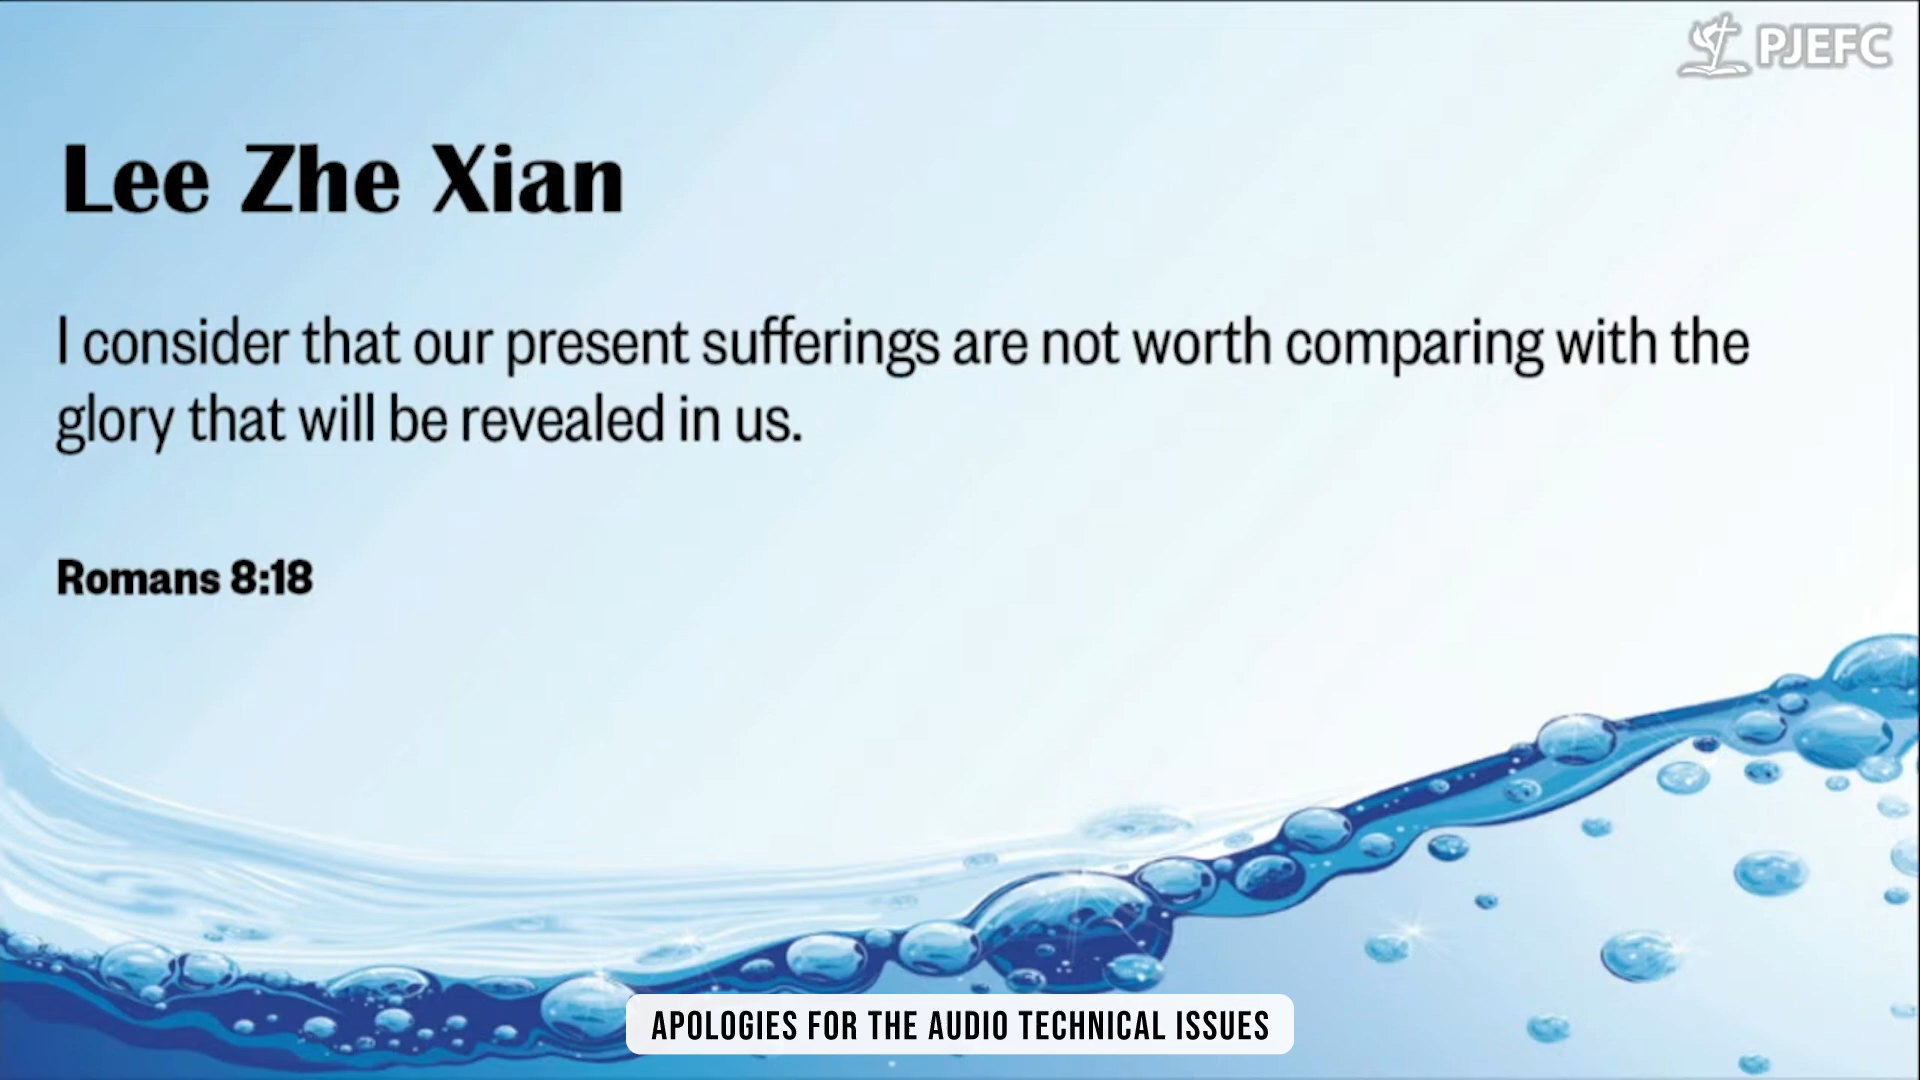 PJEFC
Lee Zhe Xian
I consider that our present sufferings are not worth comparing with the
glory that will be revealed in us.
Romans 8:18
APOLOGIES FOR THE AUDIO TECHNICAL ISSUES